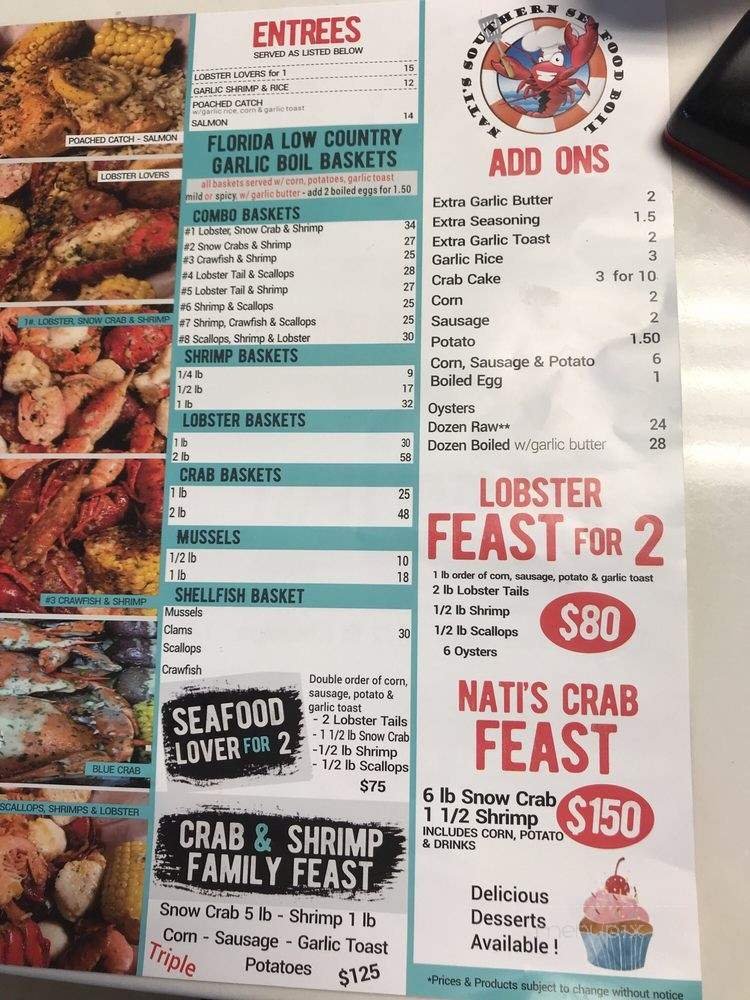 POACHED CATCH - SALMON
LOBSTER LOVERS
1#. LOBSTER, SNOW CRAB & SHRIMP
#3 CRAWFISH & SHRIMP
BLUE CRAB
SCALLOPS, SHRIMPS & LOBSTER
ENTREES
SERVED AS LISTED BELOW
LOBSTER LOVERS for 1 15
GARLIC SHRIMP & RICE 12
POACHED CATCH
w/garlic rice, corn & garlic toast
SALMON 14
FLORIDA LOW COUNTRY
GARLIC BOIL BASKETS
all baskets served w/ corn, potatoes, garlic toast
mild or spicy, w/ garlic butter - add 2 boiled eggs for 1.50
COMBO BASKETS
#1 Lobster, Snow Crab & Shrimp 34
#2 Snow Crabs & Shrimp 27
#3 Crawfish & Shrimp 25
#4 Lobster Tail & Scallops 28
#5 Lobster Tail & Shrimp 27
#6 Shrimp & Scallops 25
#7 Shrimp, Crawfish & Scallops 25
#8 Scallops, Shrimp & Lobster 30
SHRIMP BASKETS
1/4 lb 9
1/2 lb 17
1 lb 32
LOBSTER BASKETS
1 lb 30
2 lb 58
CRAB BASKETS
1 lb 25
2 lb 48
MUSSELS
1/2 lb 10
1 lb 18
SHELLFISH BASKET
Mussels
Clams 30
Scallops
Crawfish
SEAFOOD
LOVER FOR 2
Double order of corn,
sausage, potato &
garlic toast
- 2 Lobster Tails
- 1 1/2 lb Snow Crab
-1/2 lb Shrimp
- 1/2 lb Scallops
$75
CRAB & SHRIMP
FAMILY FEAST
Snow Crab 5 lb - Shrimp 1 lb
Corn - Sausage - Garlic Toast
Triple
Potatoes $125
NATI'S SOUTHERN SEAFOOD BOIL
ADD ONS
Extra Garlic Butter 2
Extra Seasoning 1.5
Extra Garlic Toast 2
Garlic Rice 3
Crab Cake 3 for 10
Corn 2
Sausage 2
Potato 1.50
Corn, Sausage & Potato 6
Boiled Egg 1
Oysters
Dozen Raw** 24
Dozen Boiled w/garlic butter 28
LOBSTER
FEAST FOR 2
1 lb order of corn, sausage, potato & garlic toast
2 lb Lobster Tails
1/2 lb Shrimp
1/2 lb Scallops
6 Oysters
$80
NATI'S CRAB
FEAST
6 lb Snow Crab
1 1/2 Shrimp
INCLUDES CORN, POTATO
& DRINKS
$150
Delicious
Desserts
Available !
menupix
*Prices & Products subject to change without notice